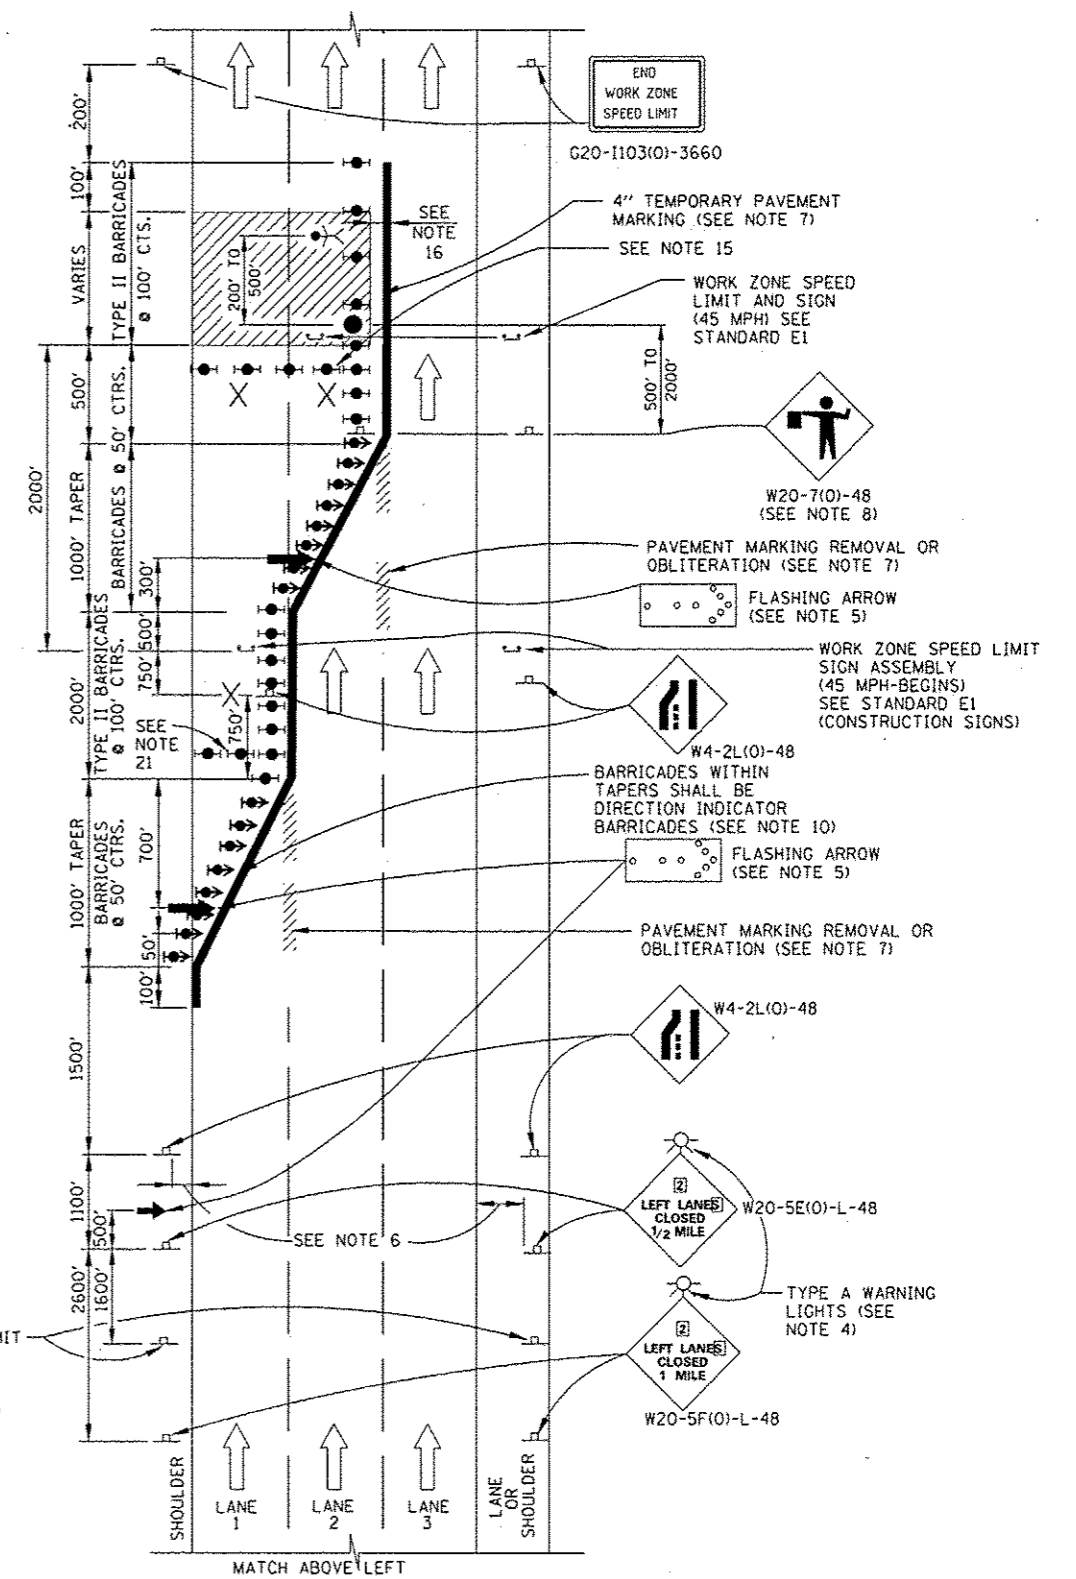 END
WORK ZONE
SPEED LIMIT
G20-I103(O)-3660
200'
100'
TYPE II BARRICADES
@ 100' CTS.
VARIES
200' TO
500'
SEE
NOTE
16
4" TEMPORARY PAVEMENT
MARKING (SEE NOTE 7)
SEE NOTE 15
WORK ZONE SPEED
LIMIT AND SIGN
(45 MPH) SEE
STANDARD E1
500' TO
2000'
500'
2000'
BARRICADES @ 50' CTRS.
1000' TAPER
300'
W20-7(O)-48
(SEE NOTE 8)
PAVEMENT MARKING REMOVAL OR
OBLITERATION (SEE NOTE 7)
FLASHING ARROW
(SEE NOTE 5)
WORK ZONE SPEED LIMIT
SIGN ASSEMBLY
(45 MPH-BEGINS)
SEE STANDARD E1
(CONSTRUCTION SIGNS)
500'
750'
750'
2000'
TYPE II BARRICADES
@ 100' CTRS.
SEE
NOTE
21
W4-2L(O)-48
BARRICADES WITHIN
TAPERS SHALL BE
DIRECTION INDICATOR
BARRICADES (SEE NOTE 10)
FLASHING ARROW
(SEE NOTE 5)
1000' TAPER
BARRICADES
@ 50' CTRS.
700'
50'
100'
PAVEMENT MARKING REMOVAL OR
OBLITERATION (SEE NOTE 7)
1500'
W4-2L(O)-48
1100'
500'
SEE NOTE 6
2
LEFT LANES
CLOSED
1/2 MILE
W20-5E(O)-L-48
2600'
1600'
TYPE A WARNING
LIGHTS (SEE
NOTE 4)
MIT
2
LEFT LANES
CLOSED
1 MILE
W20-5F(O)-L-48
SHOULDER
LANE
1
LANE
2
LANE
3
LANE
OR
SHOULDER
MATCH ABOVE LEFT